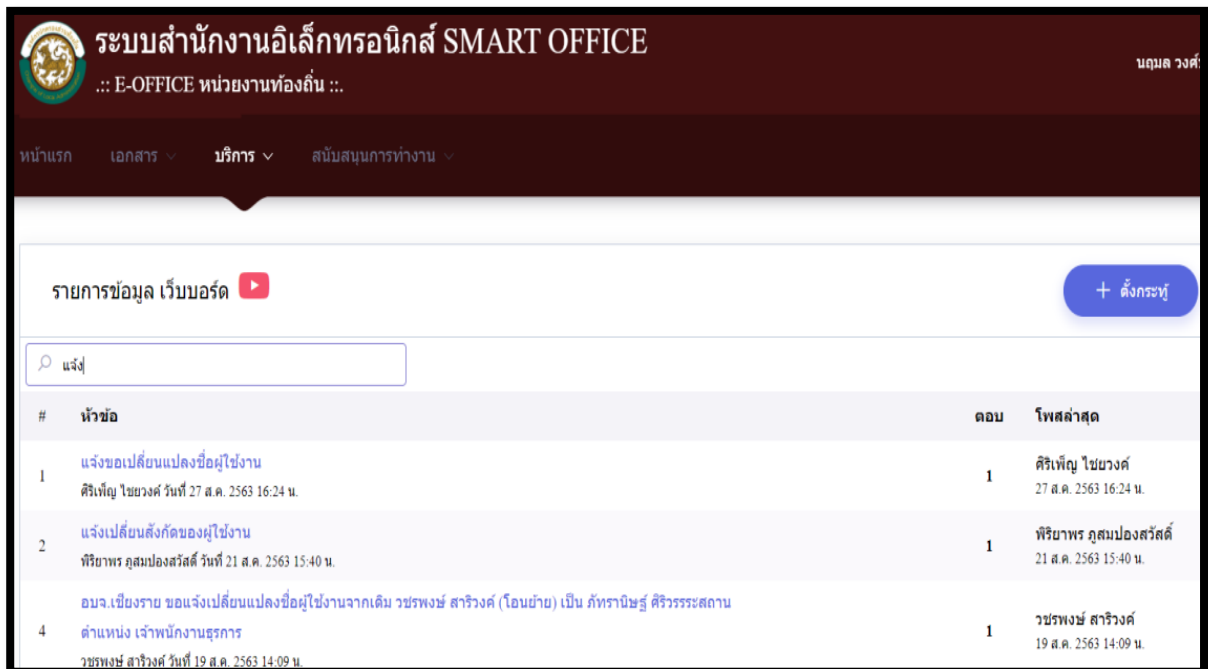 ระบบสำนักงานอิเล็กทรอนิกส์ SMART OFFICE
.:: E-OFFICE หน่วยงานท้องถิ่น ::.
นฤมล วงศ์
หน้าแรก เอกสาร บริการ สนับสนุนการทำงาน
รายการข้อมูล เว็บบอร์ด
+ ตั้งกระทู้
แจ้ง
# หัวข้อ ตอบ โพสล่าสุด
1 แจ้งขอเปลี่ยนแปลงชื่อผู้ใช้งาน 1 ศิริเพ็ญ ไชยวงค์
ศิริเพ็ญ ไชยวงค์ วันที่ 27 ส.ค. 2563 16:24 น. 27 ส.ค. 2563 16:24 น.
2 แจ้งเปลี่ยนสังกัดของผู้ใช้งาน 1 พิริยาพร ภูสมปองสวัสดิ์
พิริยาพร ภูสมปองสวัสดิ์ วันที่ 21 ส.ค. 2563 15:40 น. 21 ส.ค. 2563 15:40 น.
อบจ.เชียงราย ขอแจ้งเปลี่ยนแปลงชื่อผู้ใช้งานจากเดิม วชรพงษ์ สาริวงค์ (โอนย้าย) เป็น ภัทรานิษฐ์ ศิริวรรระสถาน
4 ตำแหน่ง เจ้าพนักงานธุรการ 1 วชรพงษ์ สาริวงค์
วชรพงษ์ สาริวงค์ วันที่ 19 ส.ค. 2563 14:09 น. 19 ส.ค. 2563 14:09 น.